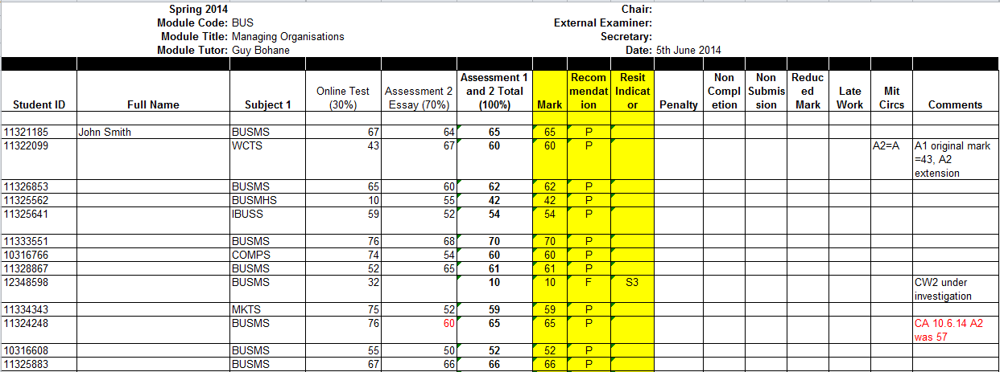 Spring 2014 Chair:
Module Code: BUS External Examiner:
Module Title: Managing Organisations Secretary:
Module Tutor: Guy Bohane Date: 5th June 2014
Student ID Full Name Subject 1 Online Test (30%) Assessment 2 Essay (70%) Assessment 1 and 2 Total (100%) Mark Recommendation Resit Indicator Penalty Non Completion Non Submission Reduced Mark Late Work Mit Circs Comments
11321185 John Smith BUSMS 67 64 65 65 P
11322099 WCTS 43 67 60 60 P A2=A A1 original mark =43, A2 extension
11326853 BUSMS 65 60 62 62 P
11325562 BUSMHS 10 55 42 42 P
11325641 IBUSS 59 52 54 54 P
11333551 BUSMS 76 68 70 70 P
10316766 COMPS 74 54 60 60 P
11328867 BUSMS 52 65 61 61 P
12348598 BUSMS 32 10 10 F S3 CW2 under investigation
11334343 MKTS 75 52 59 59 P
11324248 BUSMS 76 60 65 65 P CA 10.6.14 A2 was 57
10316608 BUSMS 55 50 52 52 P
11325883 BUSMS 67 66 66 66 P